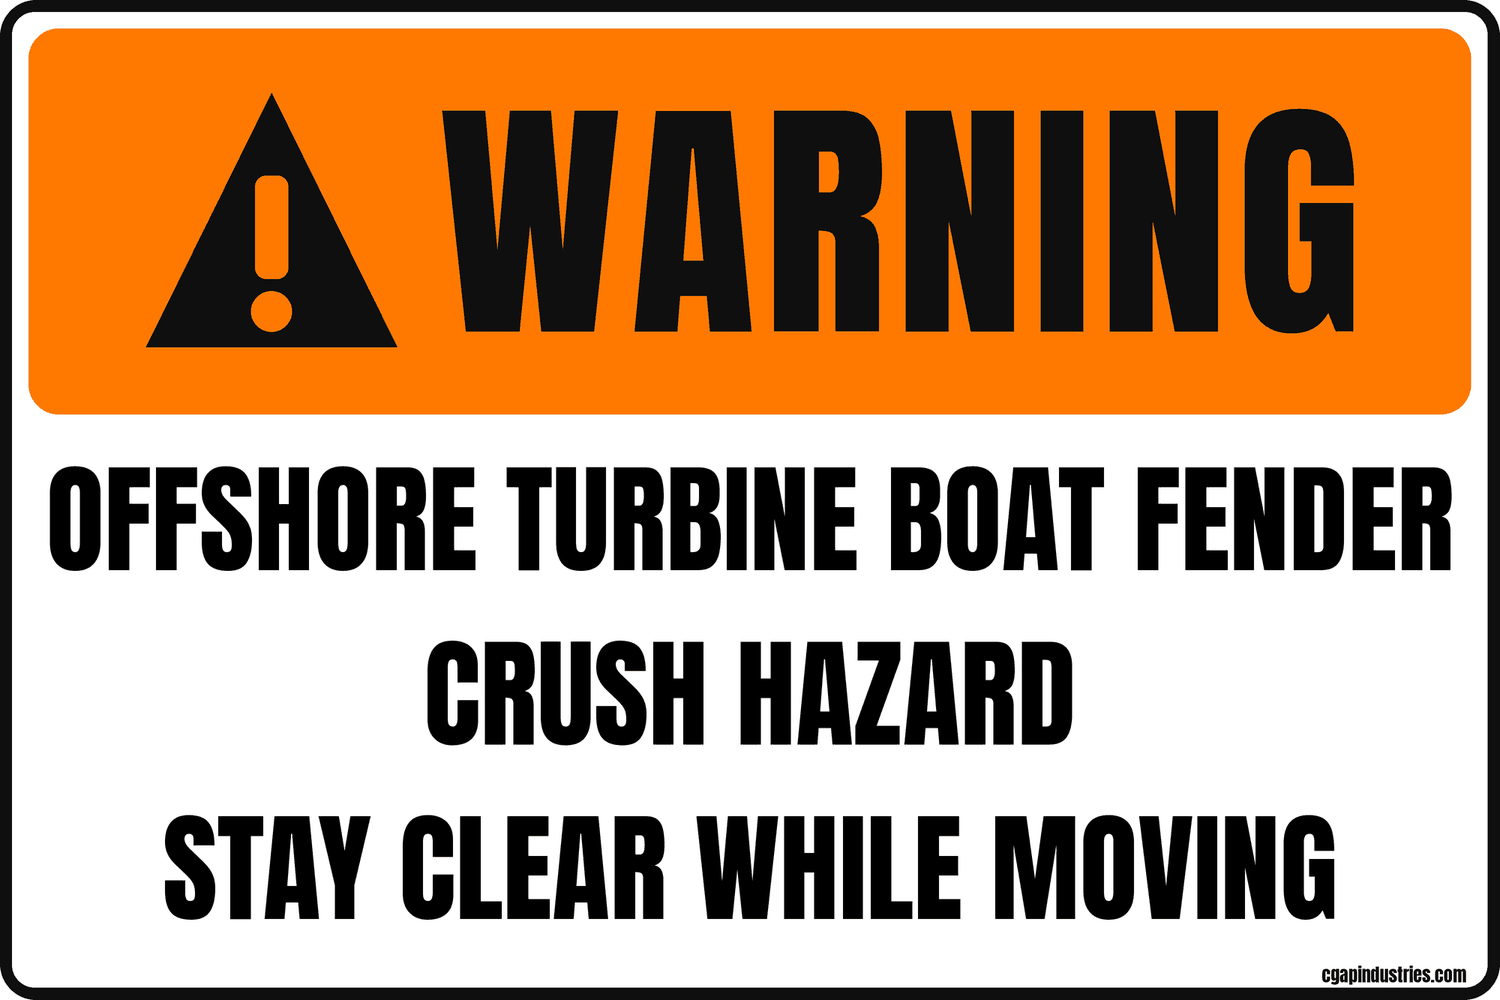 WARNING
OFFSHORE TURBINE BOAT FENDER
CRUSH HAZARD
STAY CLEAR WHILE MOVING
cgapindustries.com